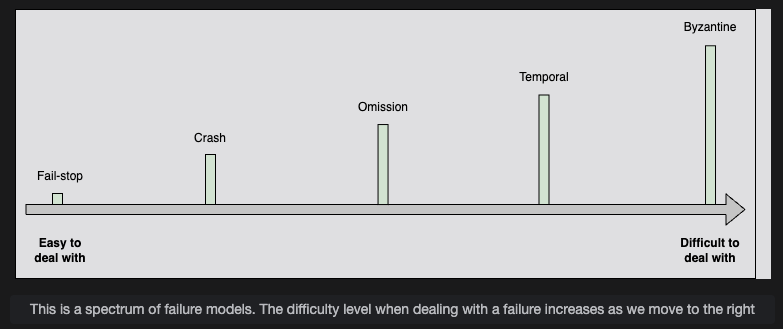 Byzantine
Temporal
Omission
Crash
Fail-stop
Easy to
deal with
Difficult to
deal with
This is a spectrum of failure models. The difficulty level when dealing with a failure increases as we move to the right